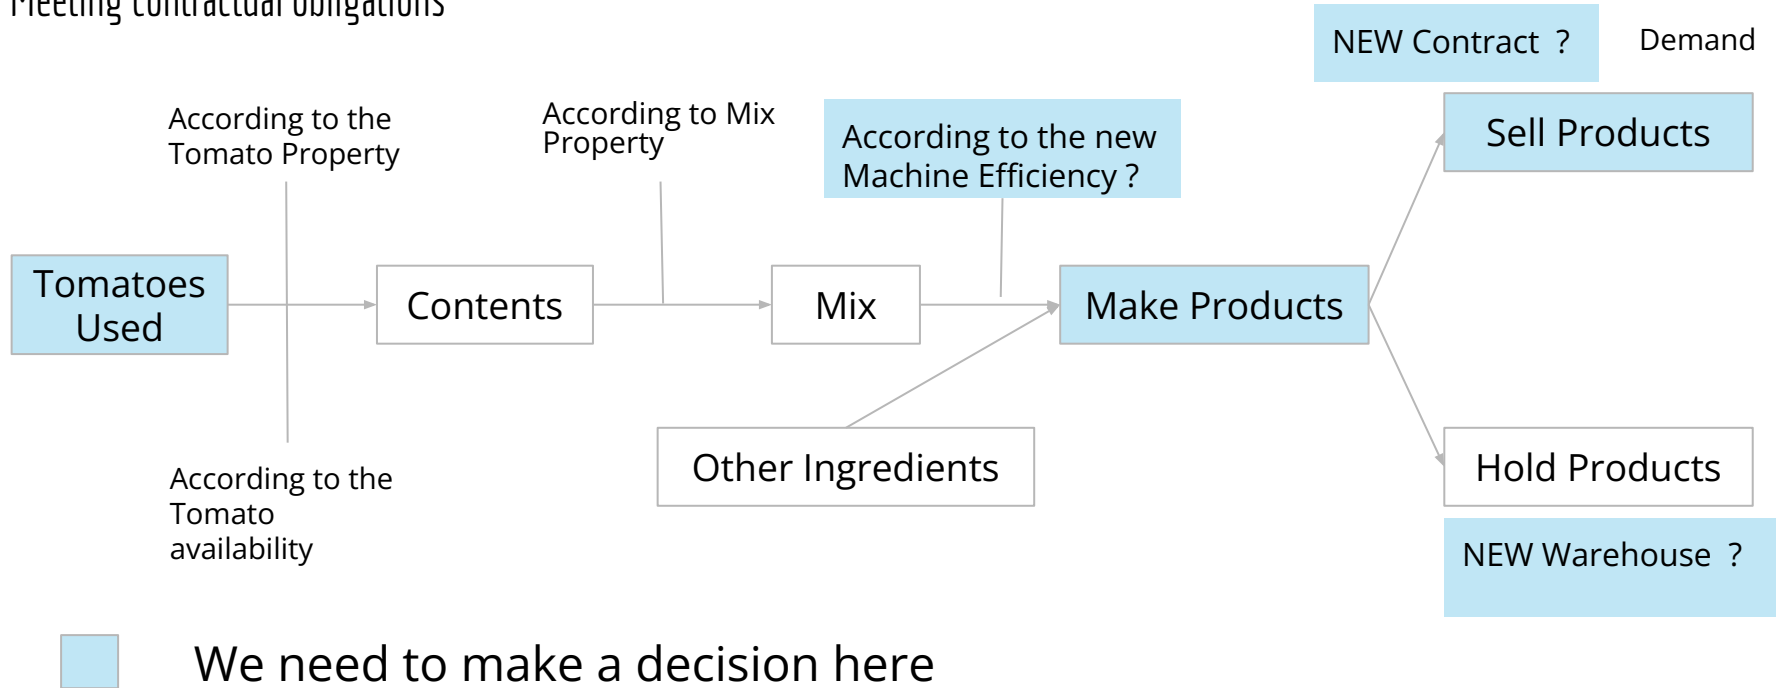 Meeting contractual obligations
NEW Contract ?
Demand
According to the
Tomato Property
According to Mix
Property
According to the new
Machine Efficiency ?
Sell Products
Tomatoes
Used
Contents
Mix
Make Products
Other Ingredients
Hold Products
According to the
Tomato
availability
NEW Warehouse ?
We need to make a decision here